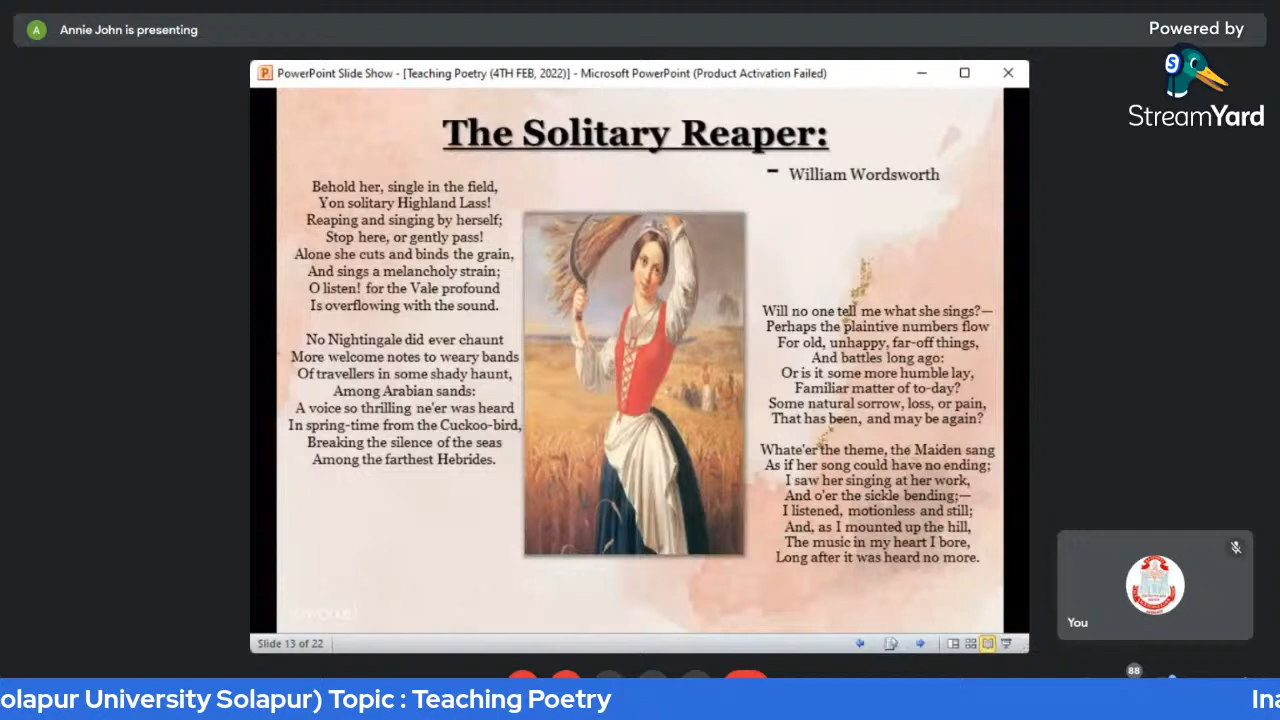 A
Annie John is presenting
Powered by
S
StreamYard
PowerPoint Slide Show - [Teaching Poetry (4TH FEB, 2022)] - Microsoft PowerPoint (Product Activation Failed)
The Solitary Reaper:
- William Wordsworth
Behold her, single in the field,
Yon solitary Highland Lass!
Reaping and singing by herself;
Stop here, or gently pass!
Alone she cuts and binds the grain,
And sings a melancholy strain;
O listen! for the Vale profound
Is overflowing with the sound.
No Nightingale did ever chaunt
More welcome notes to weary bands
Of travellers in some shady haunt,
Among Arabian sands:
A voice so thrilling ne'er was heard
In spring-time from the Cuckoo-bird,
Breaking the silence of the seas
Among the farthest Hebrides.
Will no one tell me what she sings?—
Perhaps the plaintive numbers flow
For old, unhappy, far-off things,
And battles long ago:
Or is it some more humble lay,
Familiar matter of to-day?
Some natural sorrow, loss, or pain,
That has been, and may be again?
Whate'er the theme, the Maiden sang
As if her song could have no ending;
I saw her singing at her work,
And o'er the sickle bending;—
I listened, motionless and still;
And, as I mounted up the hill,
The music in my heart I bore,
Long after it was heard no more.
You
Slide 13 of 22
88
olapur University Solapur) Topic : Teaching Poetry
Ina